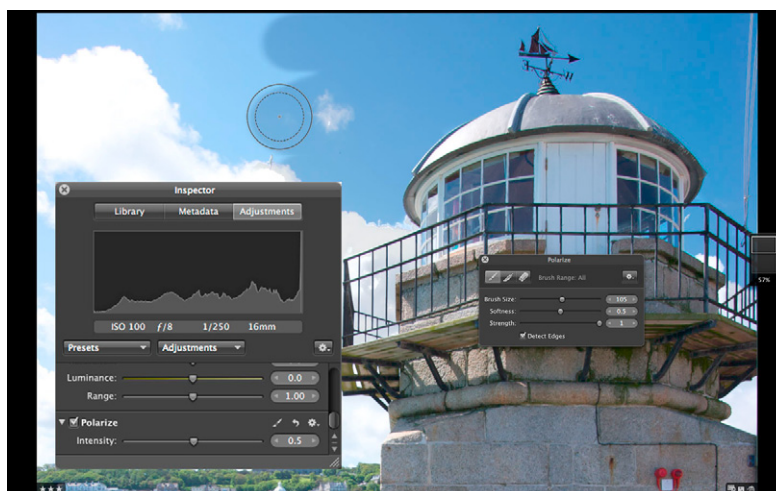 Inspector
Library Metadata Adjustments
ISO 100 f/8 1/250 16mm
Presets Adjustments
Luminance: 0.0
Range: 1.00
Polarize
Intensity: 0.5
Polarize
Brush Range: All
Brush Size: 105
Softness: 0.5
Strength: 1
Detect Edges
57%